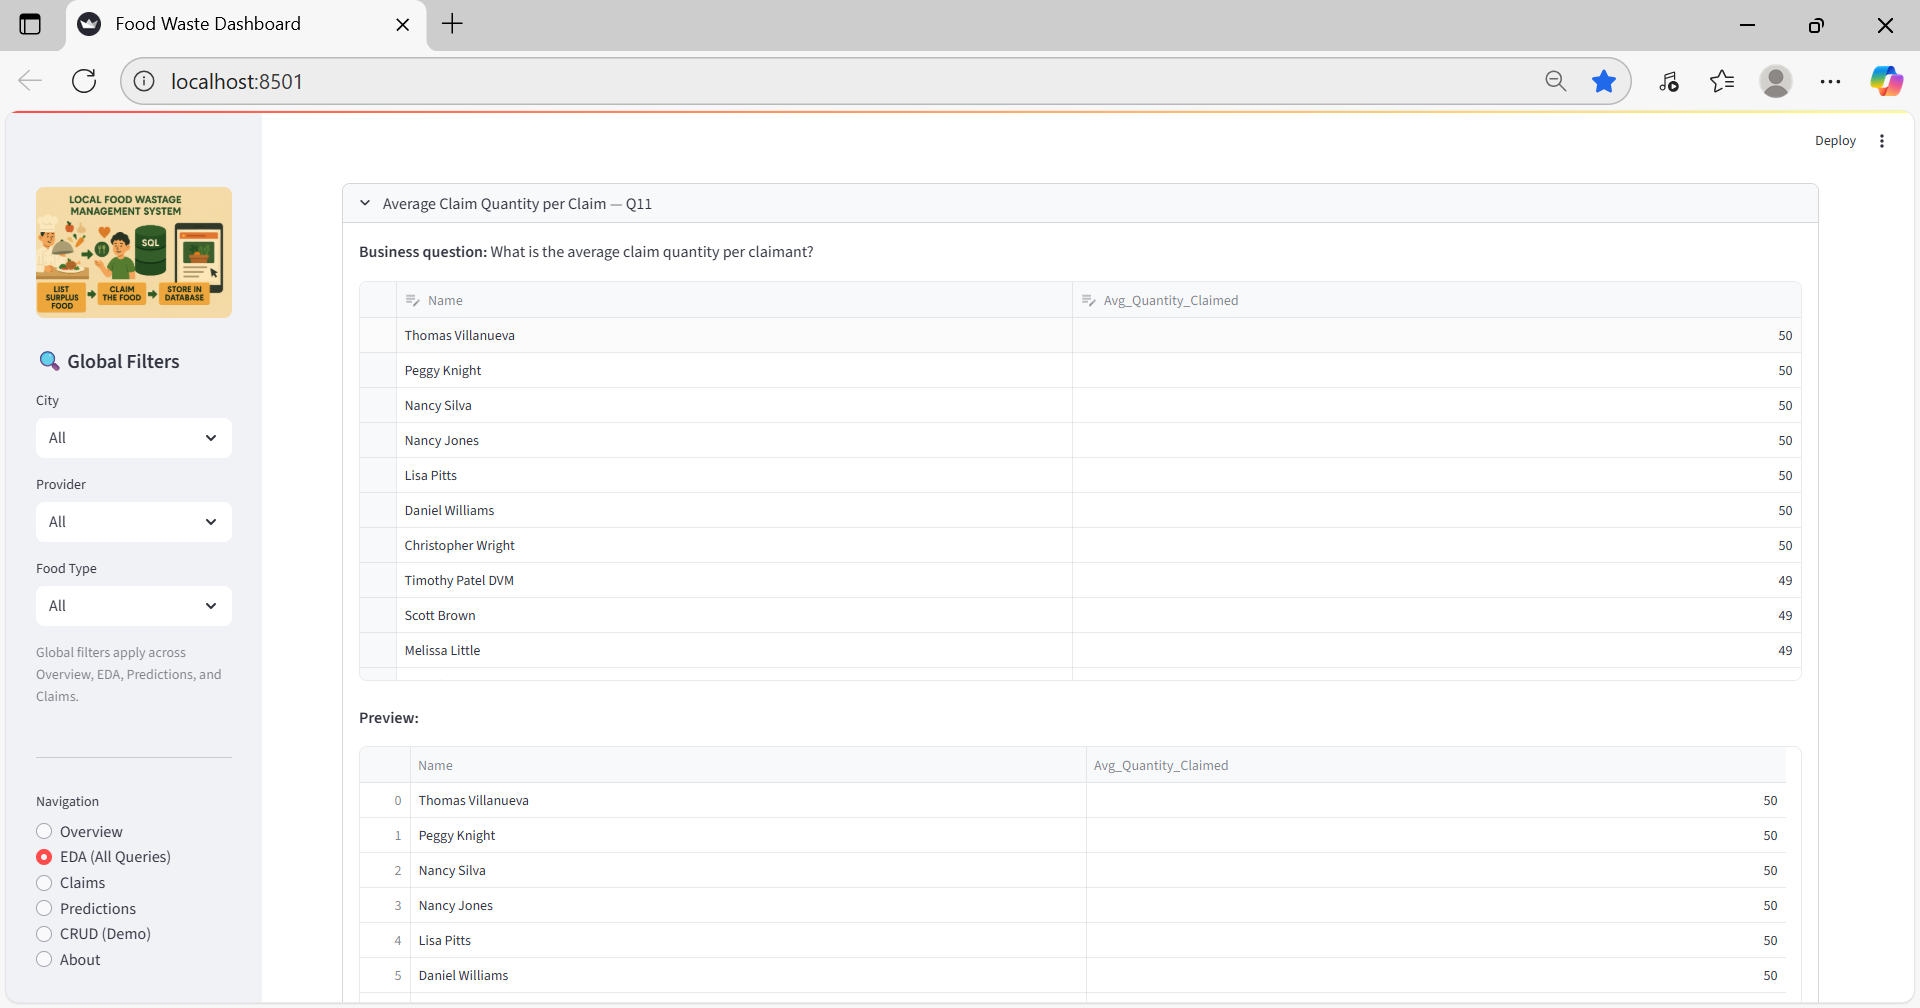 Food Waste Dashboard
localhost:8501
Deploy
LOCAL FOOD WASTAGE
MANAGEMENT SYSTEM
SQL
LIST
SURPLUS
FOOD
CLAIM
THE FOOD
STORE IN
DATABASE
Global Filters
City
All
Provider
All
Food Type
All
Global filters apply across
Overview, EDA, Predictions, and
Claims.
Navigation
Overview
EDA (All Queries)
Claims
Predictions
CRUD (Demo)
About
Average Claim Quantity per Claim — Q11
Business question: What is the average claim quantity per claimant?
Name Avg_Quantity_Claimed
Thomas Villanueva 50
Peggy Knight 50
Nancy Silva 50
Nancy Jones 50
Lisa Pitts 50
Daniel Williams 50
Christopher Wright 50
Timothy Patel DVM 49
Scott Brown 49
Melissa Little 49
Preview:
Name Avg_Quantity_Claimed
0 Thomas Villanueva 50
1 Peggy Knight 50
2 Nancy Silva 50
3 Nancy Jones 50
4 Lisa Pitts 50
5 Daniel Williams 50